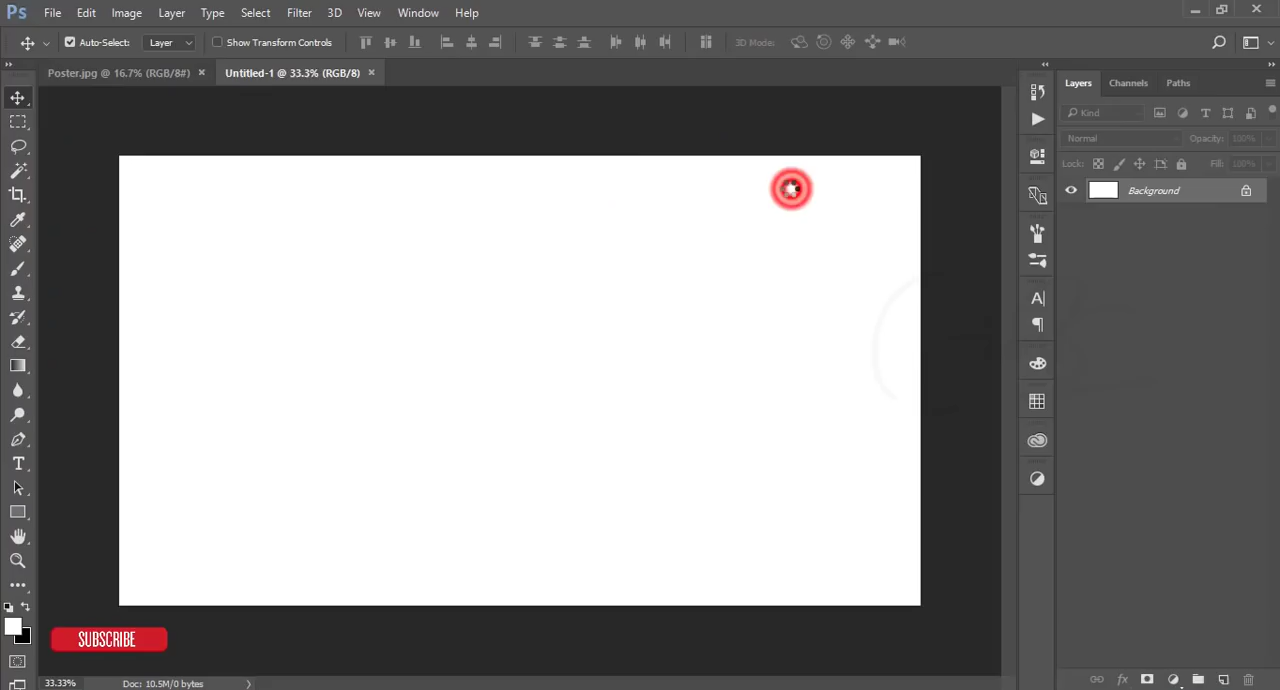 Ps File Edit Image Layer Type Select Filter 3D View Window Help
Auto-Select: Layer Show Transform Controls 3D Mode:
Poster.jpg @ 16.7% (RGB/8#) × Untitled-1 @ 33.3% (RGB/8) ×
Layers Channels Paths
Kind
Normal Opacity: 100%
Lock: Fill: 100%
Background
SUBSCRIBE
33.33% Doc: 10.5M/0 bytes